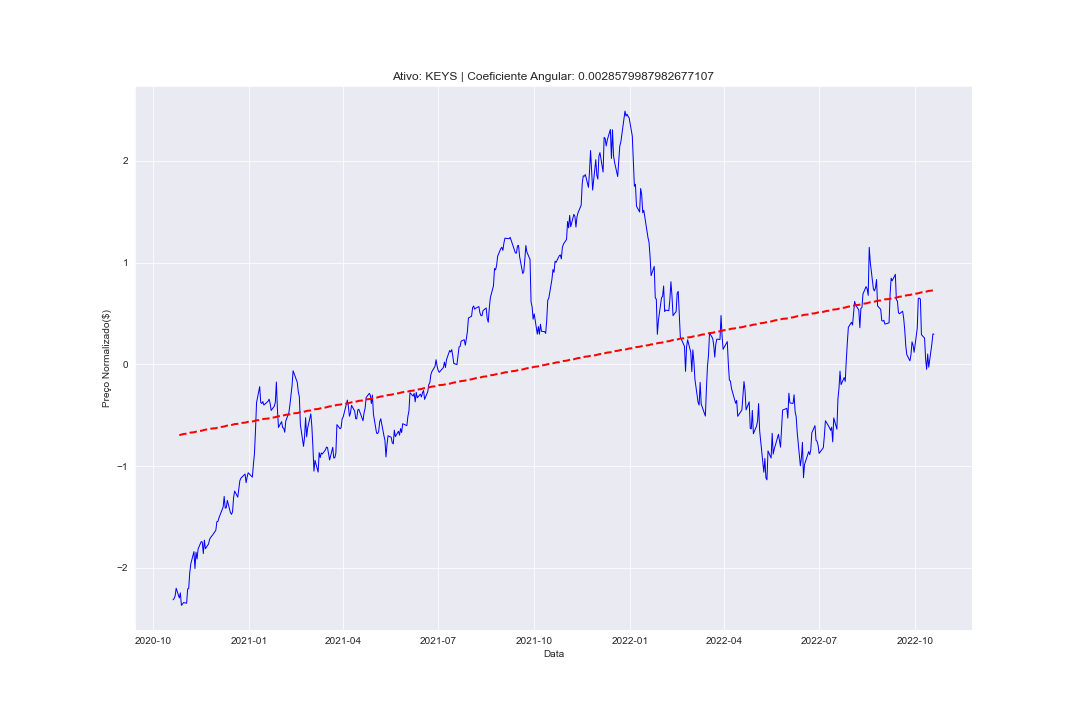 Ativo: KEYS | Coeficiente Angular: 0.0028579987982677107
Preço Normalizado($)
2
1
0
−1
−2
2020-10 2021-01 2021-04 2021-07 2021-10 2022-01 2022-04 2022-07 2022-10
Data